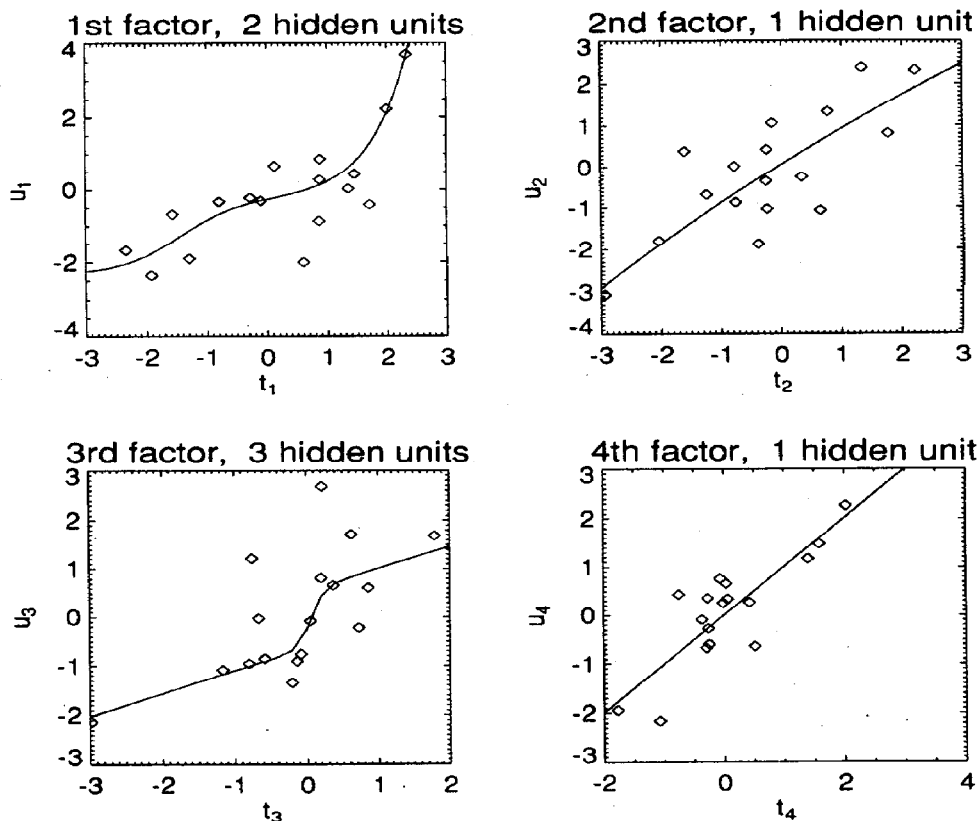 1st factor, 2 hidden units
4
2
0
-2
-4
u1
-3 -2 -1 0 1 2 3
t1
2nd factor, 1 hidden unit
3
2
1
0
-1
-2
-3
-4
u2
-3 -2 -1 0 1 2 3
t2
3rd factor, 3 hidden units
3
2
1
0
-1
-2
-3
u3
-3 -2 -1 0 1 2
t3
4th factor, 1 hidden unit
3
2
1
0
-1
-2
-3
u4
-2 0 2 4
t4